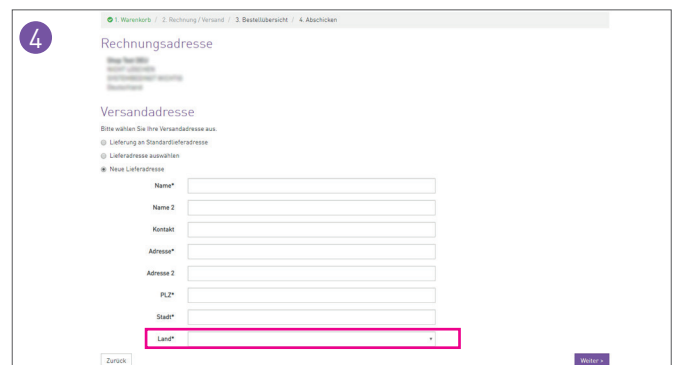 4
1. Warenkorb / 2. Rechnung / Versand / 3. Bestellübersicht / 4. Abschicken
Rechnungsadresse
Deutschland
Versandadresse
Bitte wählen Sie Ihre Versandadresse aus.
Lieferung an Standardlieferadresse
Lieferadresse auswählen
Neue Lieferadresse
Name*
Name 2
Kontakt
Adresse*
Adresse 2
PLZ*
Stadt*
Land*
Zurück
Weiter »